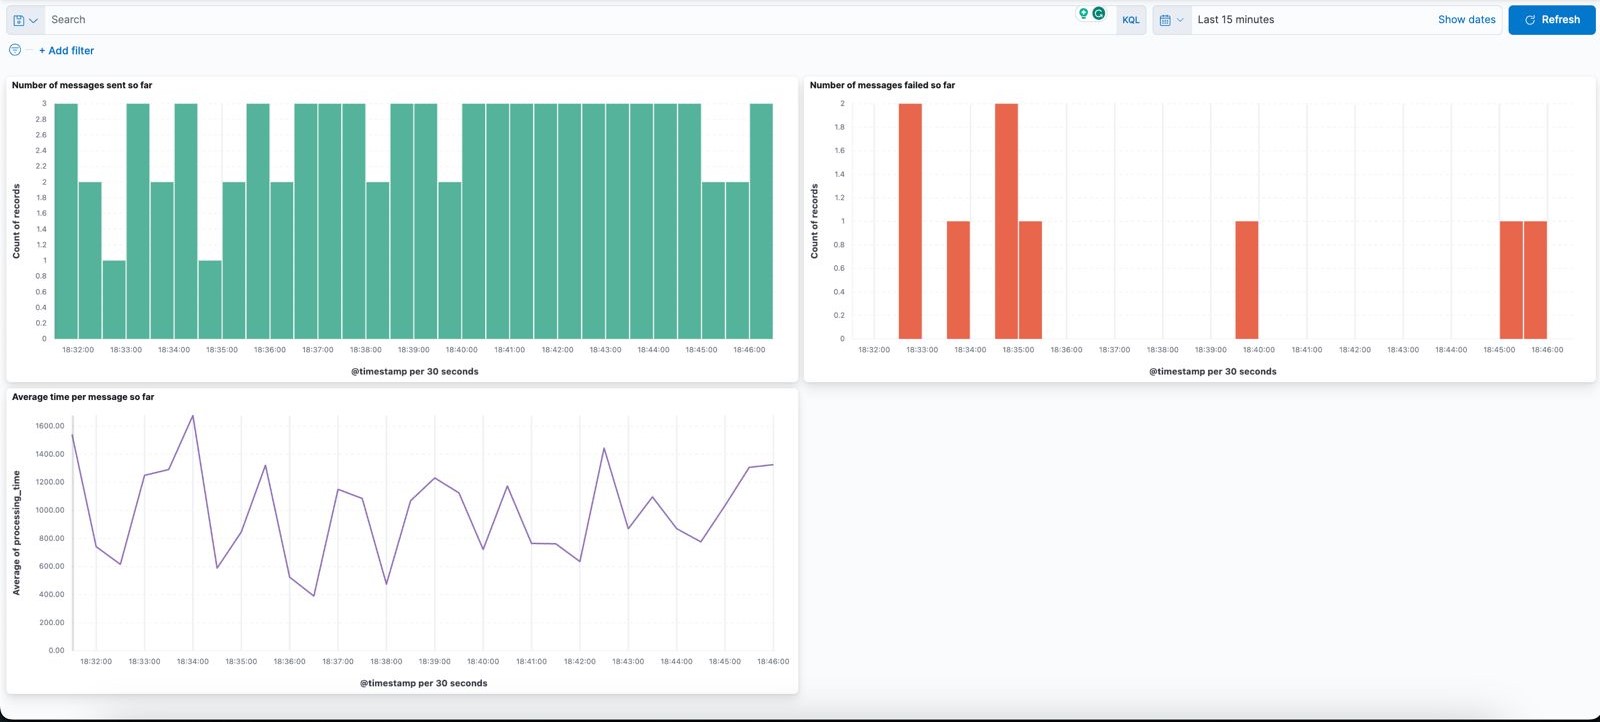 Search
KQL
Last 15 minutes
Show dates
Refresh
+ Add filter
Number of messages sent so far
Count of records
3
2.8
2.6
2.4
2.2
2
1.8
1.6
1.4
1.2
1
0.8
0.6
0.4
0.2
0
18:32:00 18:33:00 18:34:00 18:35:00 18:36:00 18:37:00 18:38:00 18:39:00 18:40:00 18:41:00 18:42:00 18:43:00 18:44:00 18:45:00 18:46:00
@timestamp per 30 seconds
Number of messages failed so far
Count of records
2
1.8
1.6
1.4
1.2
1
0.8
0.6
0.4
0.2
0
18:32:00 18:33:00 18:34:00 18:35:00 18:36:00 18:37:00 18:38:00 18:39:00 18:40:00 18:41:00 18:42:00 18:43:00 18:44:00 18:45:00 18:46:00
@timestamp per 30 seconds
Average time per message so far
Average of processing_time
1600.00
1400.00
1200.00
1000.00
800.00
600.00
400.00
200.00
0.00
18:32:00 18:33:00 18:34:00 18:35:00 18:36:00 18:37:00 18:38:00 18:39:00 18:40:00 18:41:00 18:42:00 18:43:00 18:44:00 18:45:00 18:46:00
@timestamp per 30 seconds